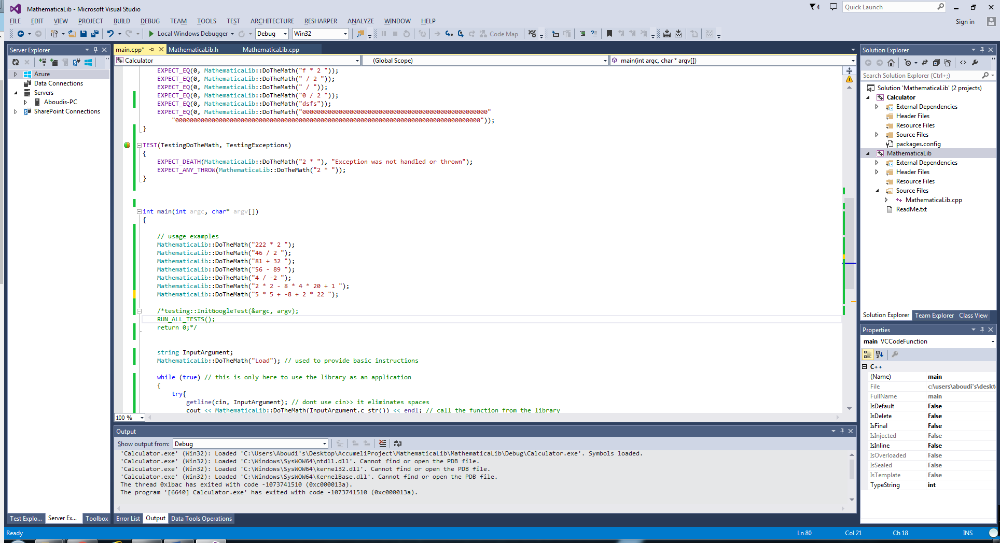 MathematicaLib - Microsoft Visual Studio
4
Quick Launch
FILE EDIT VIEW PROJECT BUILD DEBUG TEAM TOOLS TEST ARCHITECTURE RESHARPER ANALYZE WINDOW HELP
Sign in
Local Windows Debugger Debug Win32 Code Map
Server Explorer
Azure
Data Connections
Servers
Aboudis-PC
SharePoint Connections
Test Explo... Server Ex... Toolbox
main.cpp* MathematicaLib.h MathematicaLib.cpp
Calculator (Global Scope) main(int argc, char * argv[])
EXPECT_EQ(0, MathematicaLib::DoTheMath("f * 2 "));
EXPECT_EQ(0, MathematicaLib::DoTheMath(" / 2 "));
EXPECT_EQ(0, MathematicaLib::DoTheMath(" / "));
EXPECT_EQ(0, MathematicaLib::DoTheMath("0 / 2 "));
EXPECT_EQ(0, MathematicaLib::DoTheMath("dsfs"));
EXPECT_EQ(0, MathematicaLib::DoTheMath("000000000000000000000000000000000000000000000000000"
"000000000000000000000000000000000000000000000000000000000000000000000000000000000000"));
}
TEST(TestingDoTheMath, TestingExceptions)
{
EXPECT_DEATH(MathematicaLib::DoTheMath("2 * "), "Exception was not handled or thrown");
EXPECT_ANY_THROW(MathematicaLib::DoTheMath("2 * "));
}
int main(int argc, char* argv[])
{
// usage examples
MathematicaLib::DoTheMath("222 * 2 ");
MathematicaLib::DoTheMath("46 / 2 ");
MathematicaLib::DoTheMath("81 + 32 ");
MathematicaLib::DoTheMath("56 - 89 ");
MathematicaLib::DoTheMath("4 / -2 ");
MathematicaLib::DoTheMath("2 * 2 - 8 * 4 * 20 + 1 ");
MathematicaLib::DoTheMath("5 * 5 + -8 + 2 * 22 ");
/*testing::InitGoogleTest(&argc, argv);
RUN_ALL_TESTS();
return 0;*/
string InputArgument;
MathematicaLib::DoTheMath("Load"); // used to provide basic instructions
while (true) // this is only here to use the library as an application
{
try{
getline(cin, InputArgument); // dont use cin>> it eliminates spaces
cout << MathematicaLib::DoTheMath(InputArgument.c_str()) << endl; // call the function from the library
100 %
Output
Show output from: Debug
'Calculator.exe' (Win32): Loaded 'C:\Users\Aboudi's\Desktop\AccumeliProject\MathematicaLib\MathematicaLib\Debug\Calculator.exe'. Symbols loaded.
'Calculator.exe' (Win32): Loaded 'C:\Windows\SysWOW64\ntdll.dll'. Cannot find or open the PDB file.
'Calculator.exe' (Win32): Loaded 'C:\Windows\SysWOW64\kernel32.dll'. Cannot find or open the PDB file.
'Calculator.exe' (Win32): Loaded 'C:\Windows\SysWOW64\KernelBase.dll'. Cannot find or open the PDB file.
The thread 0x1bac has exited with code -1073741510 (0xc000013a).
The program '[6640] Calculator.exe' has exited with code -1073741510 (0xc000013a).
Error List Output Data Tools Operations
Solution Explorer
Search Solution Explorer (Ctrl+;)
Solution 'MathematicaLib' (2 projects)
Calculator
External Dependencies
Header Files
Resource Files
Source Files
packages.config
MathematicaLib
External Dependencies
Header Files
Resource Files
Source Files
MathematicaLib.cpp
ReadMe.txt
Solution Explorer Team Explorer Class View
Properties
main VCCodeFunction
C++
(Name) main
File c:\users\aboudi's\deskt
FullName main
IsDefault False
IsDelete False
IsFinal False
IsInjected False
IsInline False
IsOverloaded False
IsSealed False
IsTemplate False
TypeString int
Ready Ln 80 Col 21 Ch 18 INS